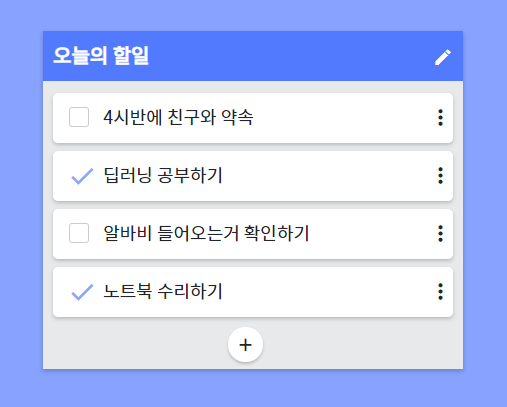 오늘의 할일
4시반에 친구와 약속
딥러닝 공부하기
알바비 들어오는거 확인하기
노트북 수리하기
+